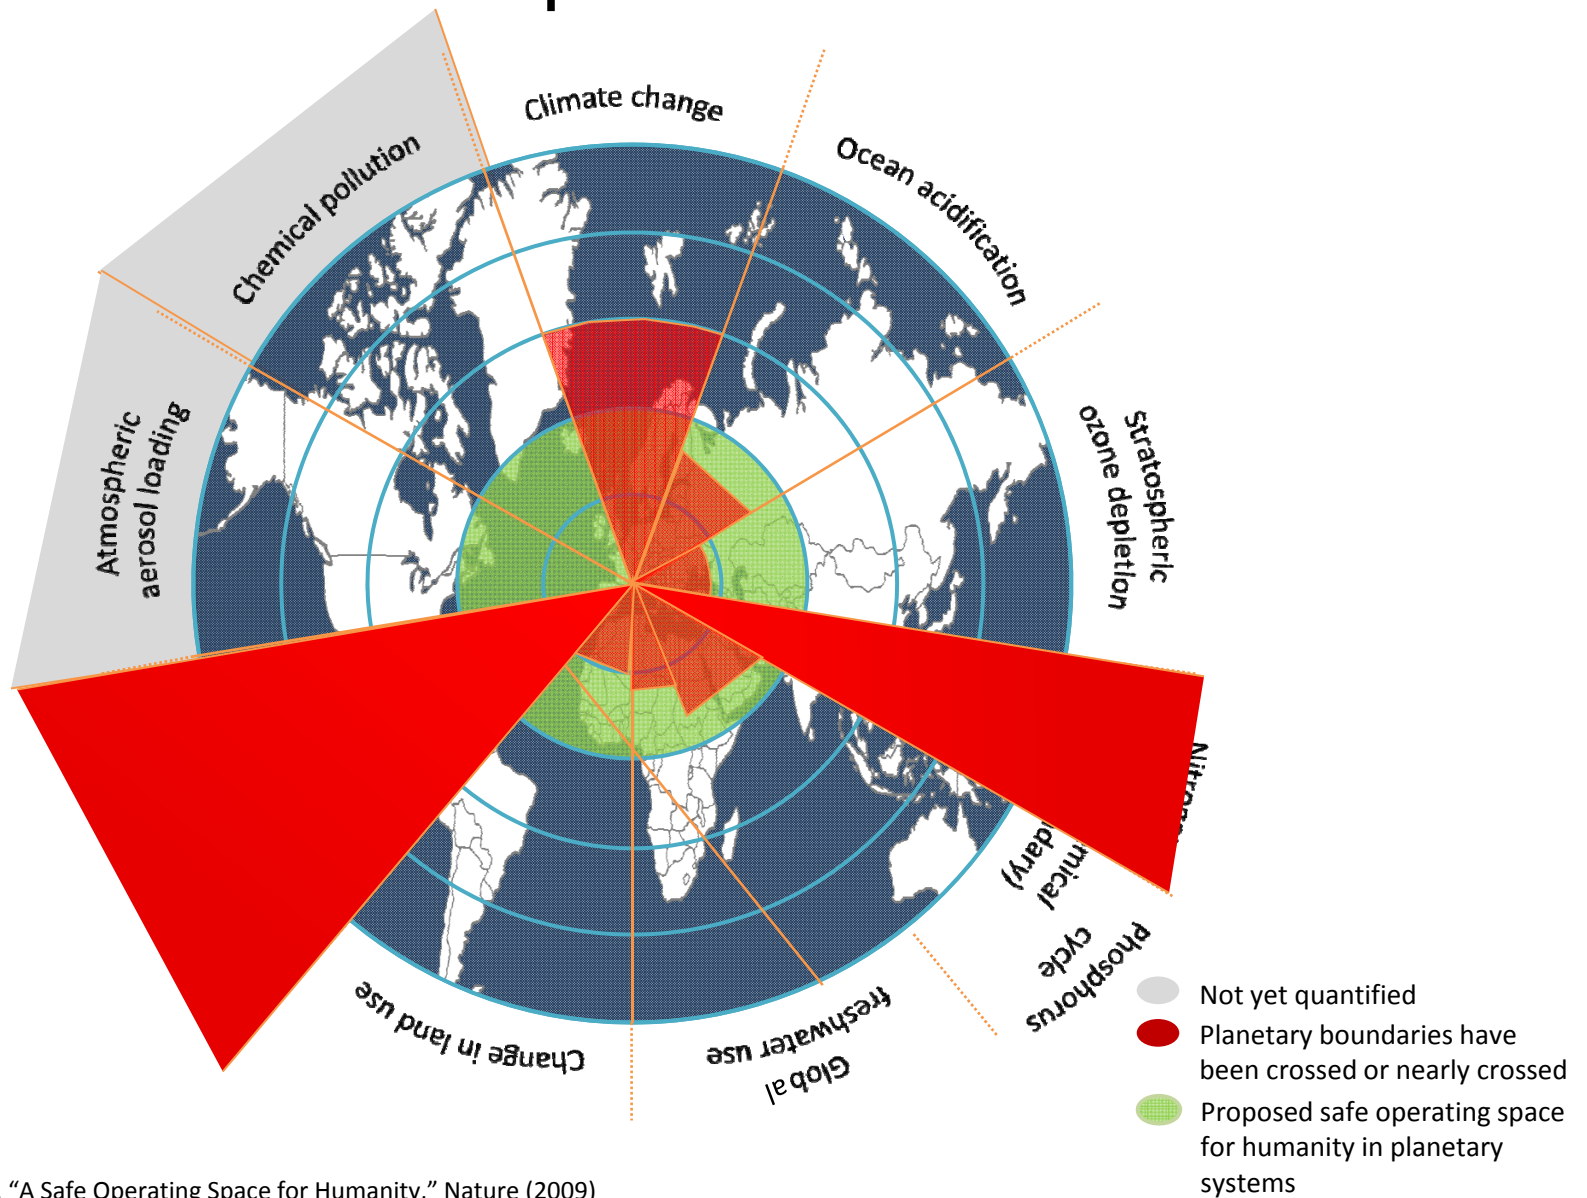 Climate change
Ocean acidification
Chemical pollution
Atmospheric
aerosol loading
Stratospheric
ozone depletion
Phosphorus
cycle
Global
freshwater use
Change in land use
Not yet quantified
Planetary boundaries have
been crossed or nearly crossed
Proposed safe operating space
for humanity in planetary
systems
"A Safe Operating Space for Humanity," Nature (2009)